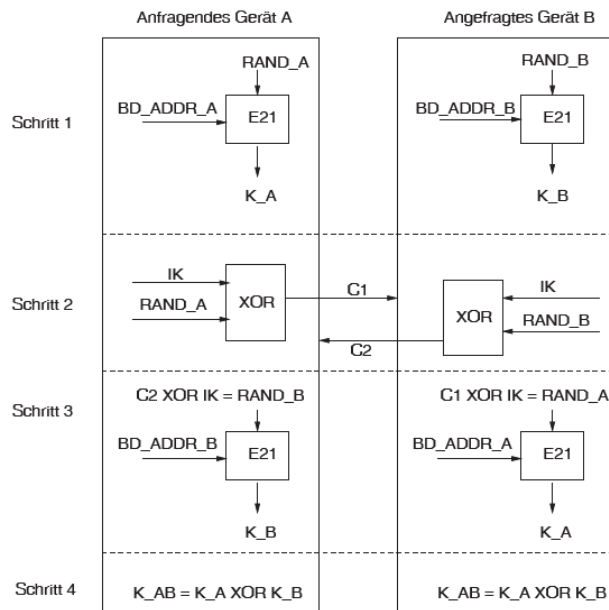 Anfragendes Gerät A
Angefragtes Gerät B
RAND_A
RAND_B
Schritt 1
BD_ADDR_A
E21
BD_ADDR_B
E21
K_A
K_B
Schritt 2
IK
RAND_A
XOR
C1
C2
XOR
IK
RAND_B
Schritt 3
C2 XOR IK = RAND_B
C1 XOR IK = RAND_A
BD_ADDR_B
E21
BD_ADDR_A
E21
K_B
K_A
Schritt 4
K_AB = K_A XOR K_B
K_AB = K_A XOR K_B